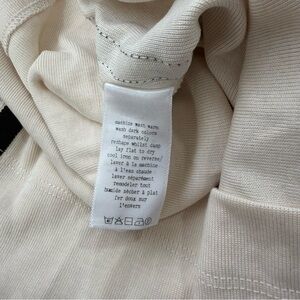 machine wash warm
wash dark colors
separately
reshape whilst damp
lay flat to dry
cool iron on reverse/
laver à la machine
à l'eau chaude
laver séparément
remodeler tout
humide sécher à plat
fer doux sur
l'envers